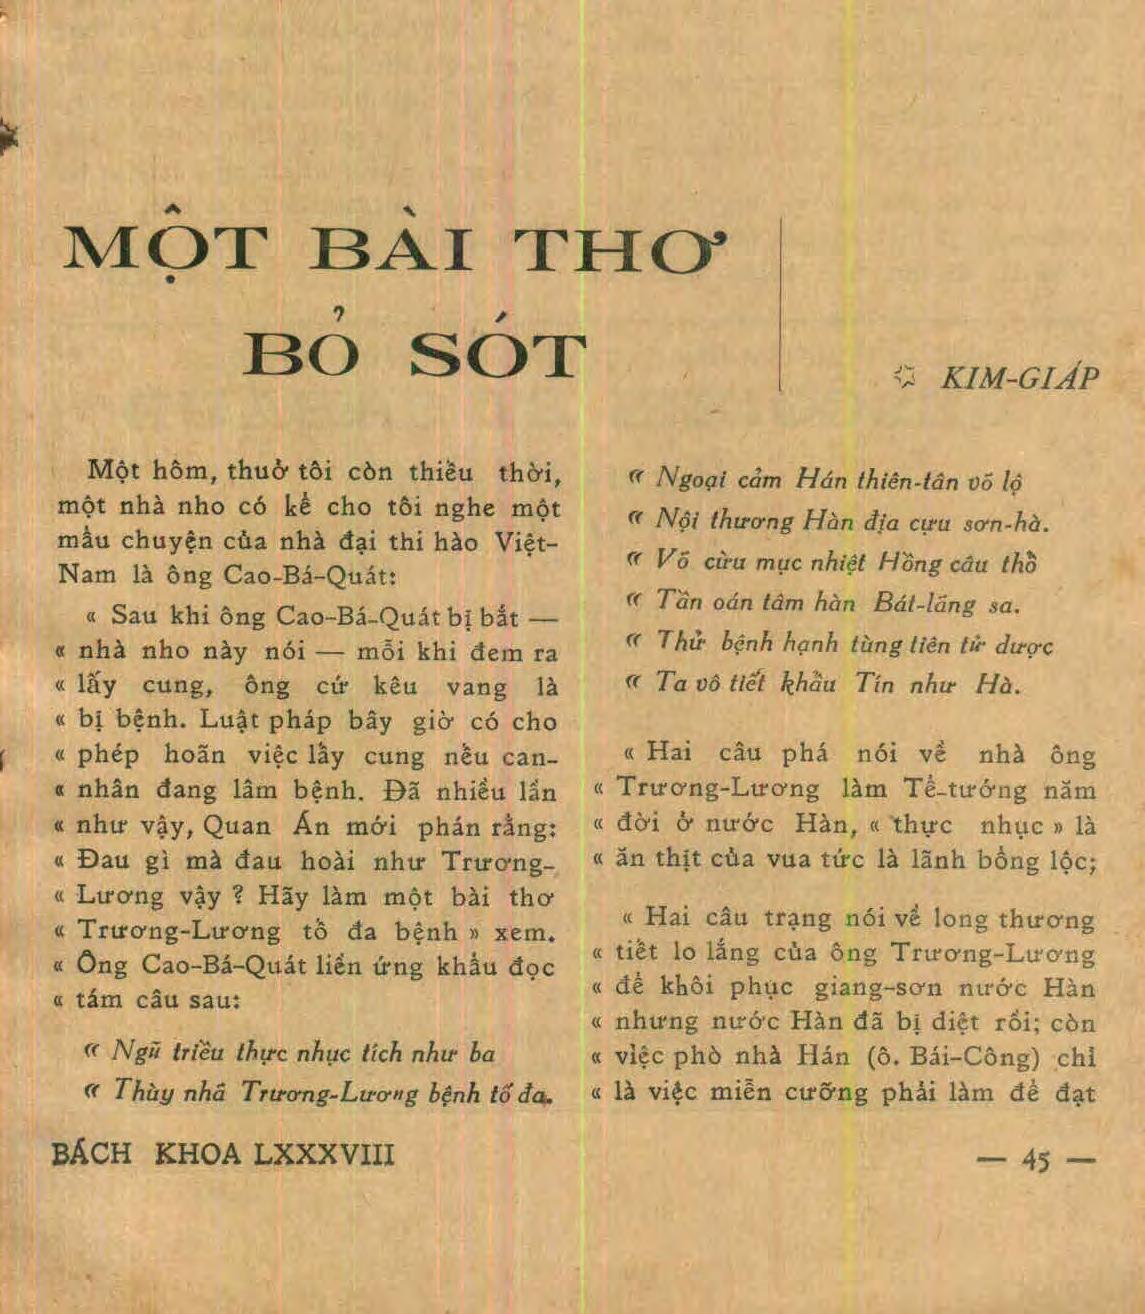 MỘT BÀI THƠ
BỎ SÓT
KIM-GIÁP
Một hôm, thuở tôi còn thiếu thời,
một nhà nho có kể cho tôi nghe một
mẩu chuyện của nhà đại thi hào Việt-
Nam là ông Cao-Bá-Quát:
« Sau khi ông Cao-Bá-Quát bị bắt —
« nhà nho này nói — mỗi khi đem ra
« lấy cung, ông cứ kêu vang là
« bị bệnh. Luật pháp bây giờ có cho
« phép hoãn việc lấy cung nếu can-
« nhân đang lâm bệnh. Đã nhiều lần
« như vậy, Quan Án mới phán rằng:
« Đau gì mà đau hoài như Trương-
« Lương vậy ? Hãy làm một bài thơ
« Trương-Lương tố đa bệnh » xem.
« Ông Cao-Bá-Quát liền ứng khẩu đọc
« tám câu sau:
« Ngũ triều thực nhục tích như ba
« Thùy nhã Trương-Lương bệnh tố đa.
« Ngoại cảm Hán thiên-tân võ lộ
« Nội thương Hàn địa cựu sơn-hà.
« Võ cừu mục nhiệt Hồng câu thổ
« Tần oán tâm hàn Bát-lãng sa.
« Thử bệnh hạnh tùng tiên tử dược
« Ta vô tiết khẩu Tín như Hà.
« Hai câu phá nói về nhà ông
« Trương-Lương làm Tể-tướng năm
« đời ở nước Hàn, « thực nhục » là
« ăn thịt của vua tức là lãnh bổng lộc;
« Hai câu trạng nói về long thương
« tiết lo lắng của ông Trương-Lương
« để khôi phục giang-sơn nước Hàn
« nhưng nước Hàn đã bị diệt rồi; còn
« việc phò nhà Hán (ô. Bái-Công) chỉ
« là việc miễn cưỡng phải làm để đạt
BÁCH KHOA LXXXVIII
— 45 —